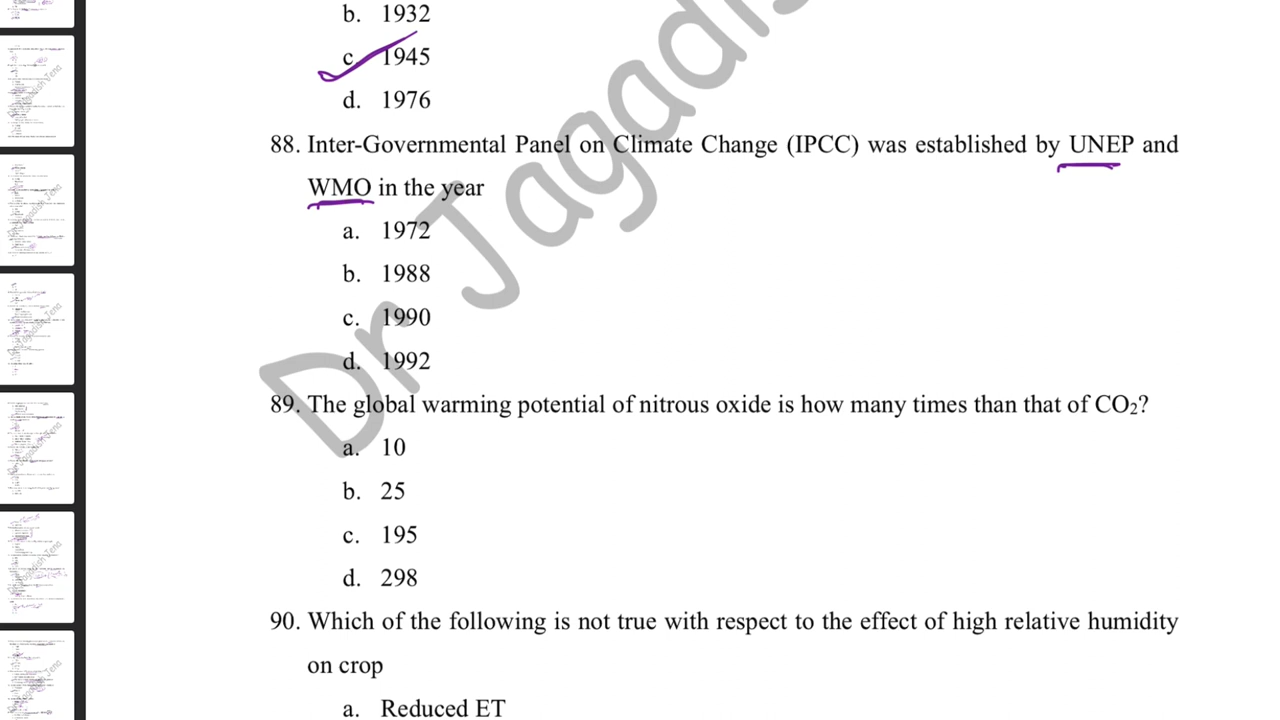 b. 1932
c. 1945
d. 1976
88. Inter-Governmental Panel on Climate Change (IPCC) was established by UNEP and
WMO in the year
a. 1972
b. 1988
c. 1990
d. 1992
89. The global warning potential of nitrous oxide is how many times than that of CO₂?
a. 10
b. 25
c. 195
d. 298
90. Which of the following is not true with respect to the effect of high relative humidity
on crop
a. Reduced ET
Dr Jagadis